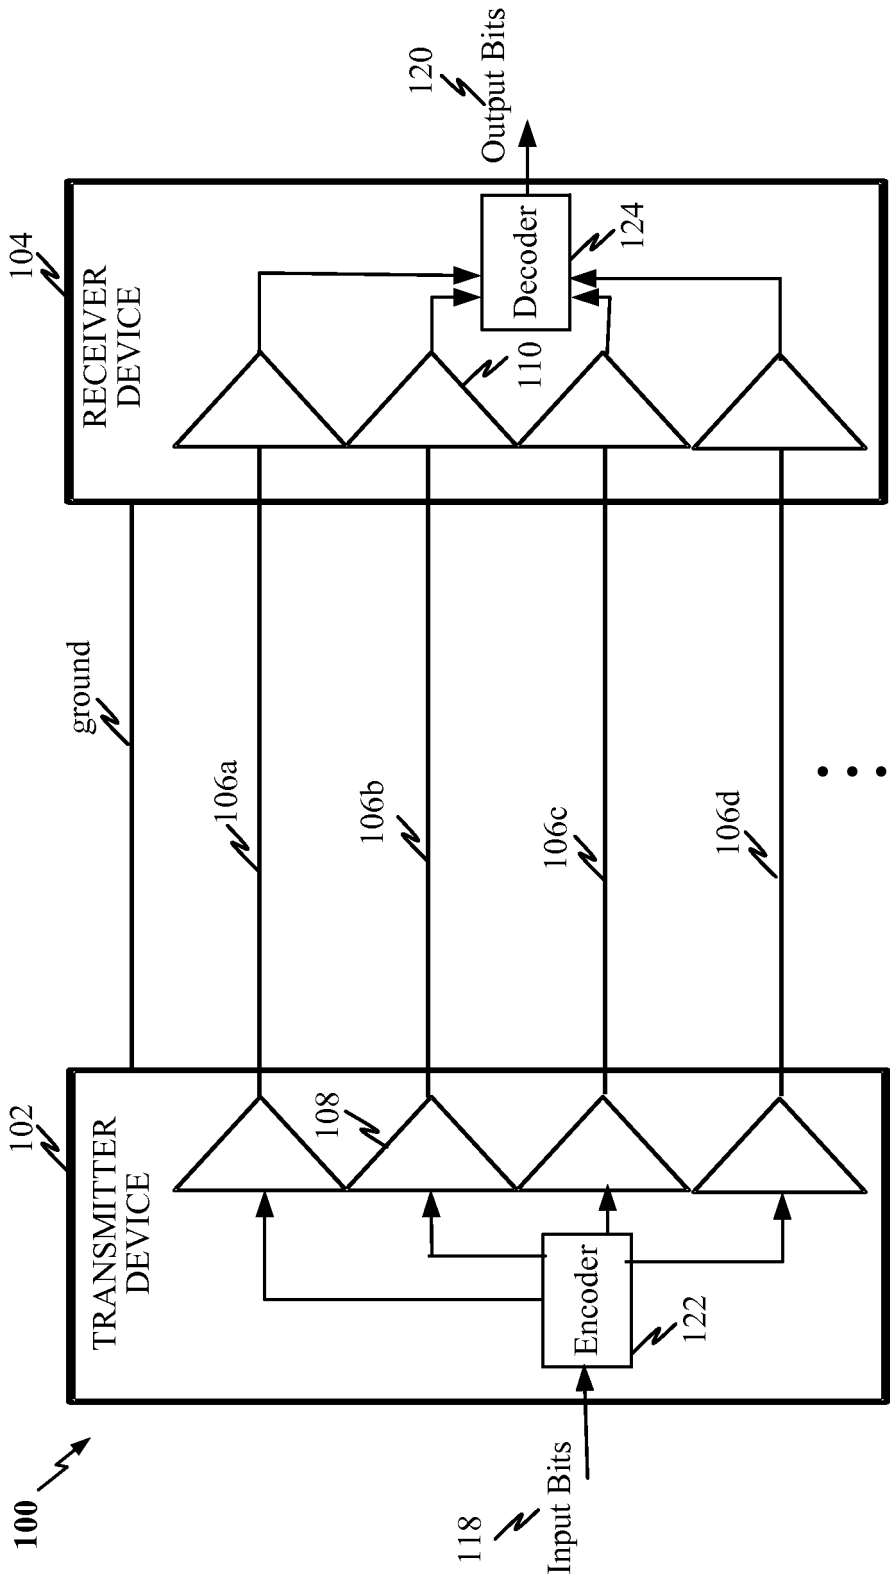 100
TRANSMITTER
DEVICE
102
ground
RECEIVER
DEVICE
104
108
106a
106b
106c
106d
110
118
Input Bits
Encoder
122
Decoder
124
120
Output Bits